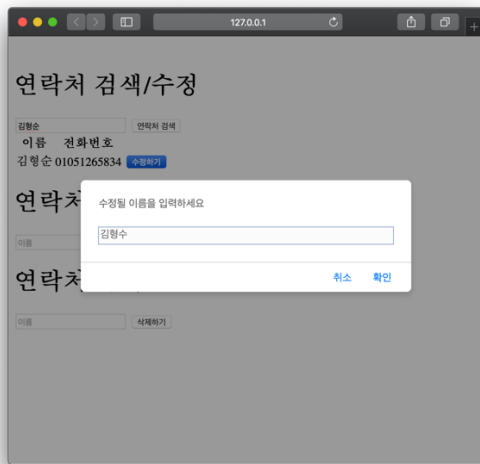 127.0.0.1
연락처 검색/수정
김형순 연락처 검색
이름 전화번호
김형순 01051265834 수정하기
연락처
이름
수정될 이름을 입력하세요
김형수
취소 확인
연락처
이름 삭제하기